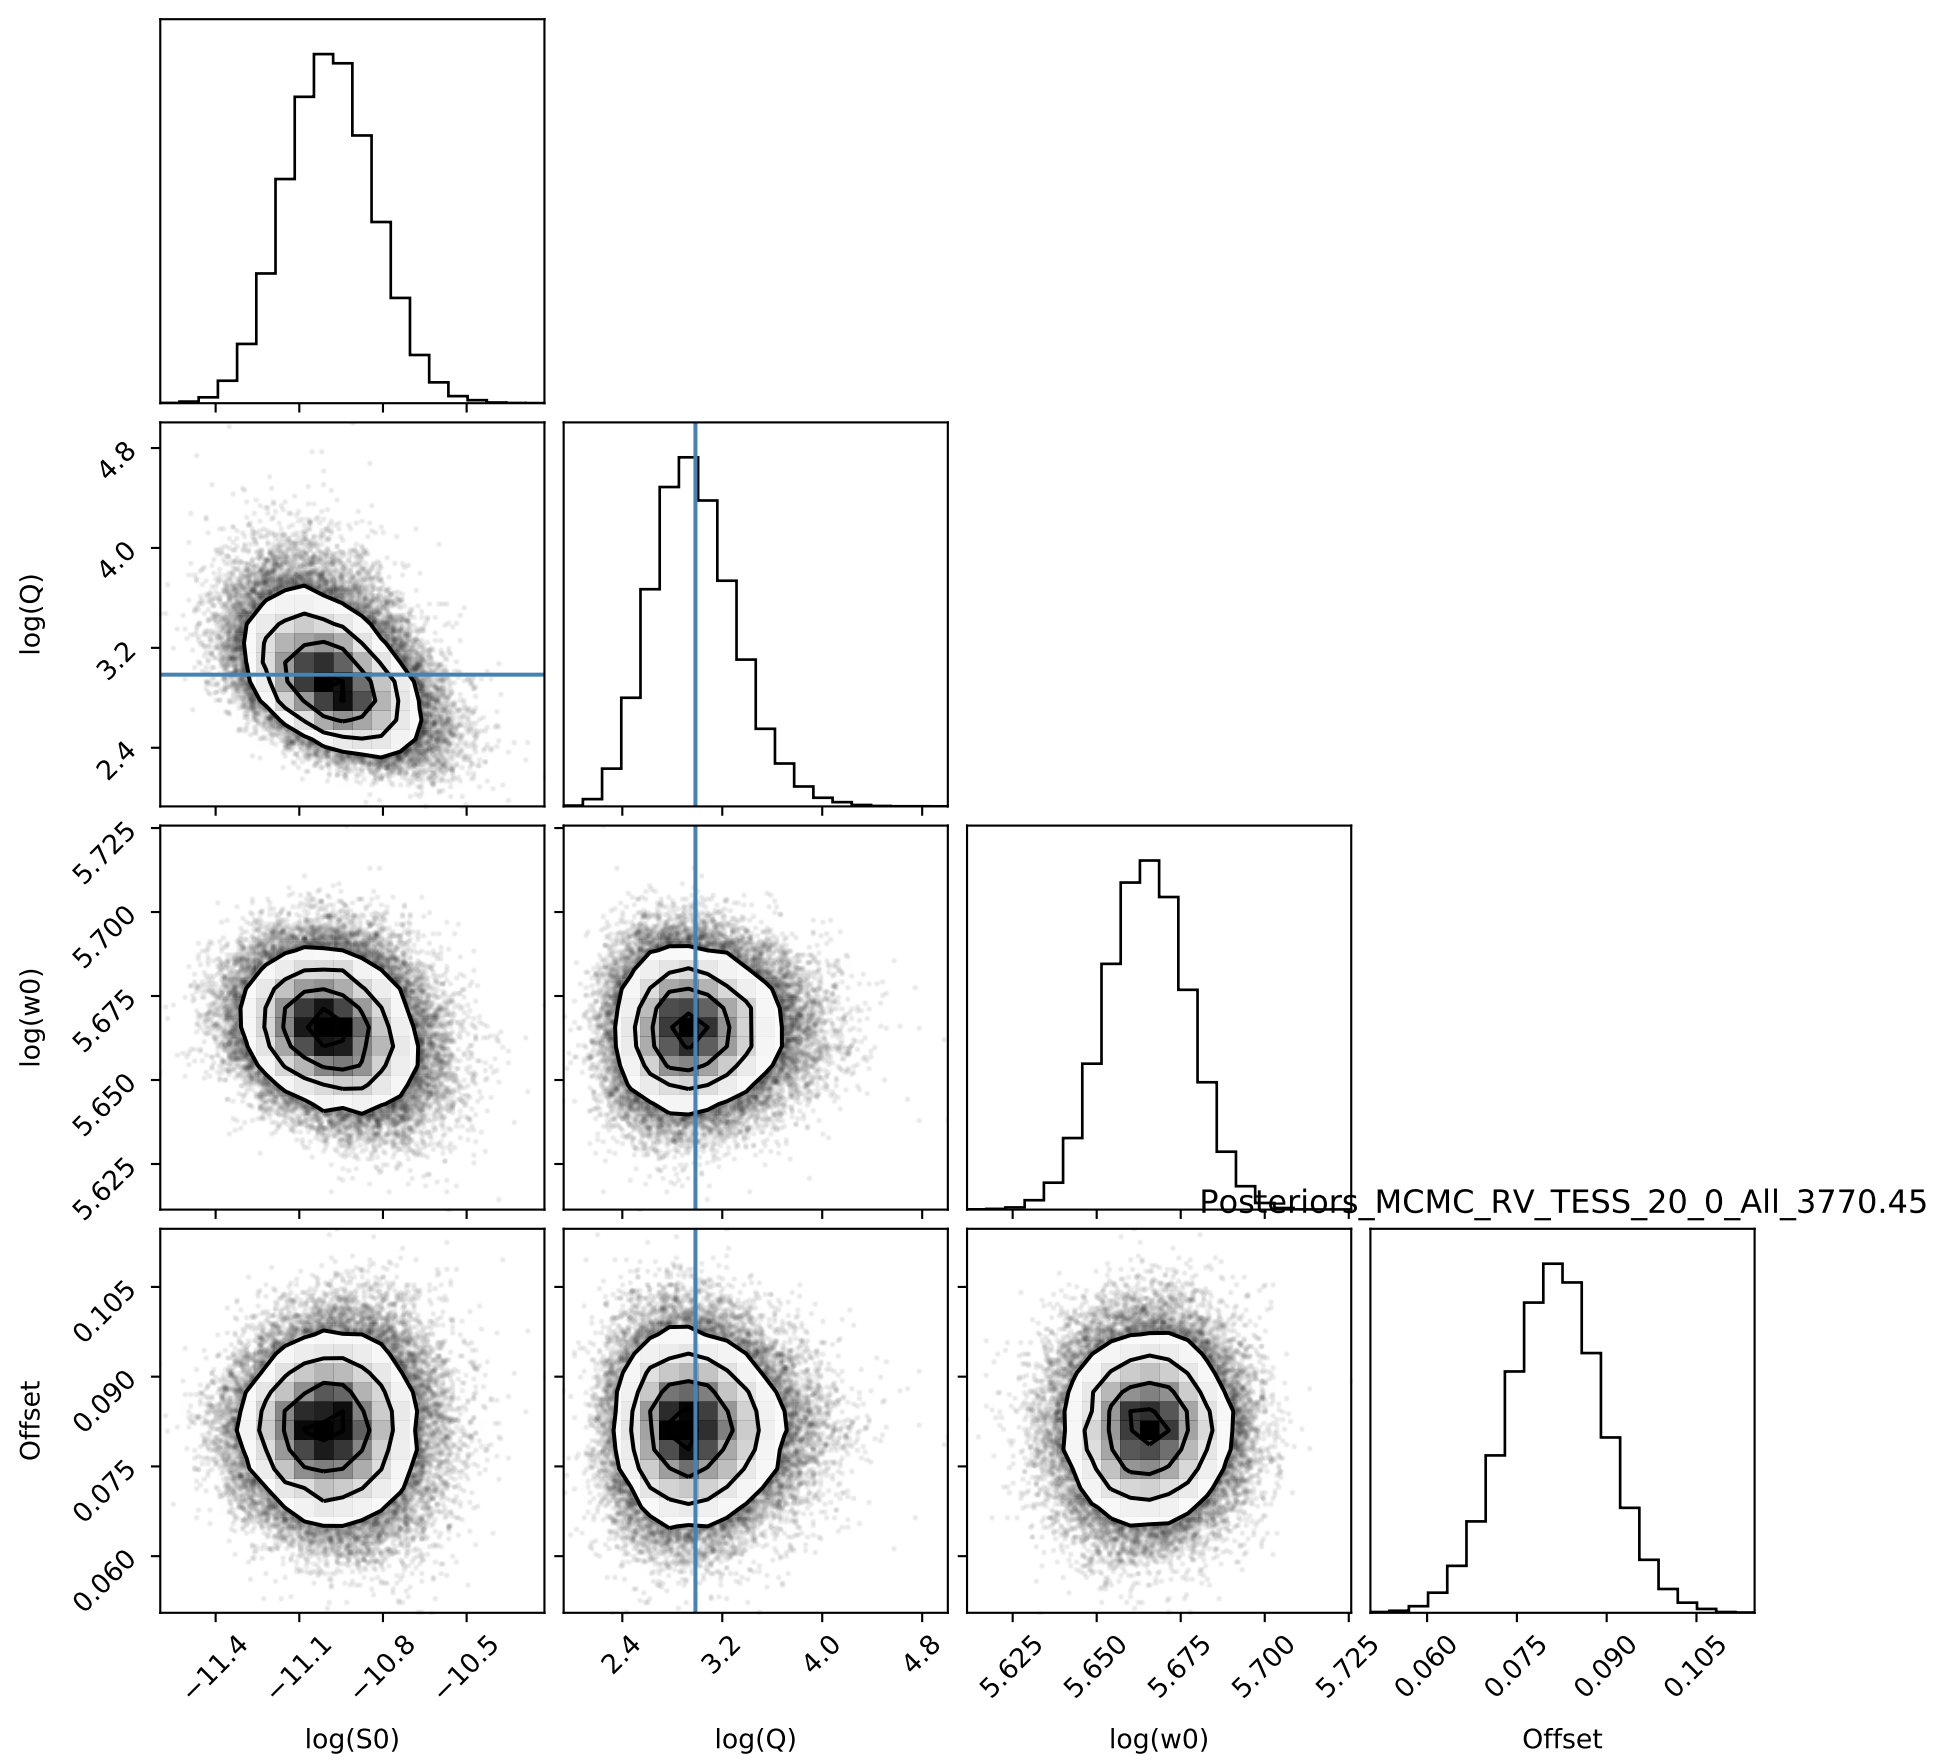 4.8
4.0
3.2
2.4
log(Q)
5.725
5.700
5.675
5.650
5.625
log(w0)
Posteriors_MCMC_RV_TESS_20_0_All_3770.45
0.105
0.090
0.075
0.060
Offset
−11.4 −11.1 −10.8 −10.5 2.4 3.2 4.0 4.8 5.625 5.650 5.675 5.700 5.725 0.060 0.075 0.090 0.105
log(S0) log(Q) log(w0) Offset